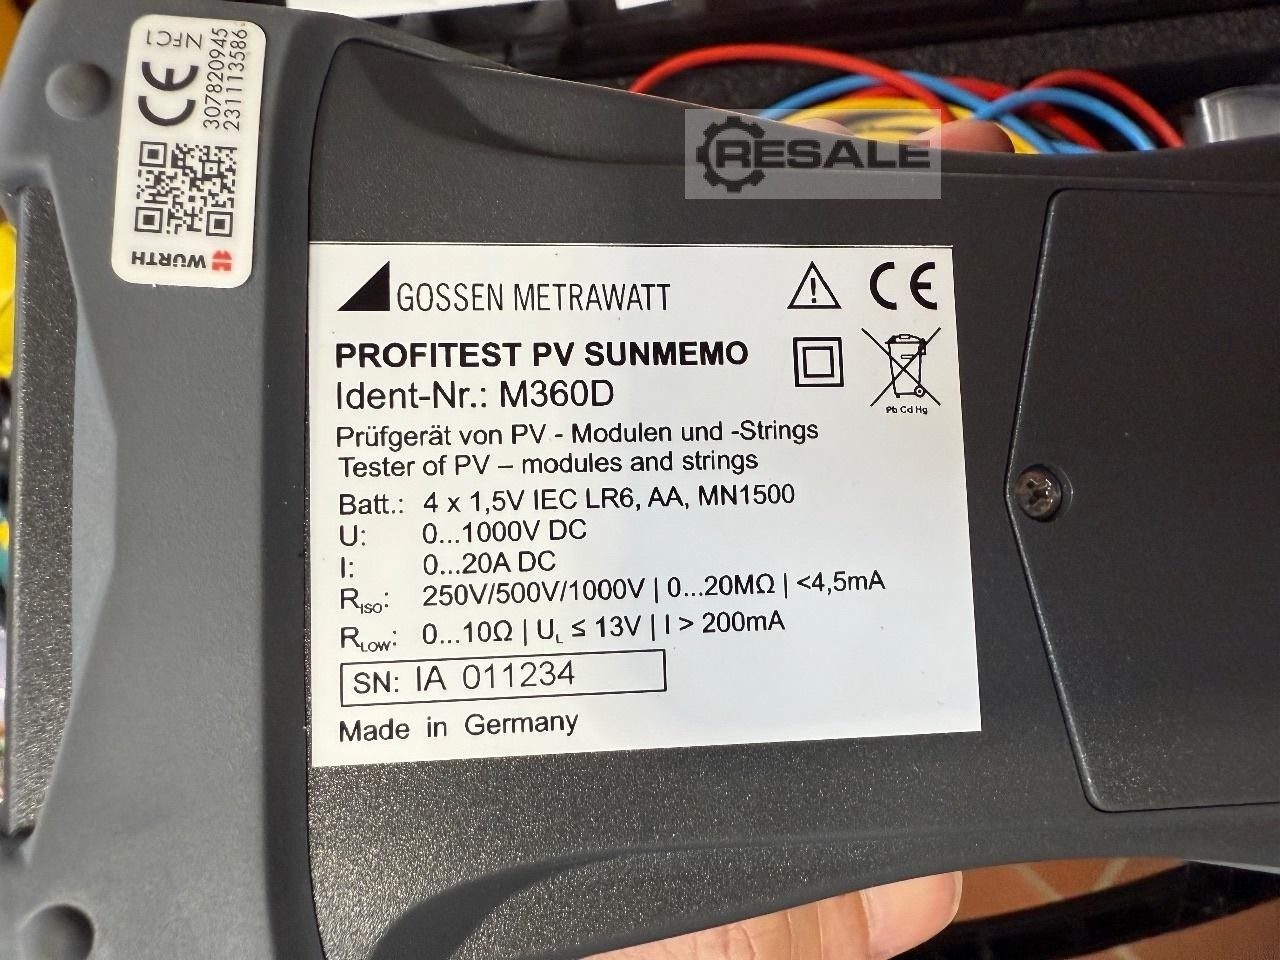 NFC1
CE
307820945
2311113586
WÜRTH
RESALE
GOSSEN METRAWATT
CE
PROFITEST PV SUNMEMO
Ident-Nr.: M360D
Pb Cd Hg
Prüfgerät von PV - Modulen und -Strings
Tester of PV – modules and strings
Batt.: 4 x 1,5V IEC LR6, AA, MN1500
U: 0...1000V DC
I: 0...20A DC
RISO: 250V/500V/1000V | 0...20MΩ | <4,5mA
RLOW: 0...10Ω | UL ≤ 13V | I > 200mA
SN: IA 011234
Made in Germany